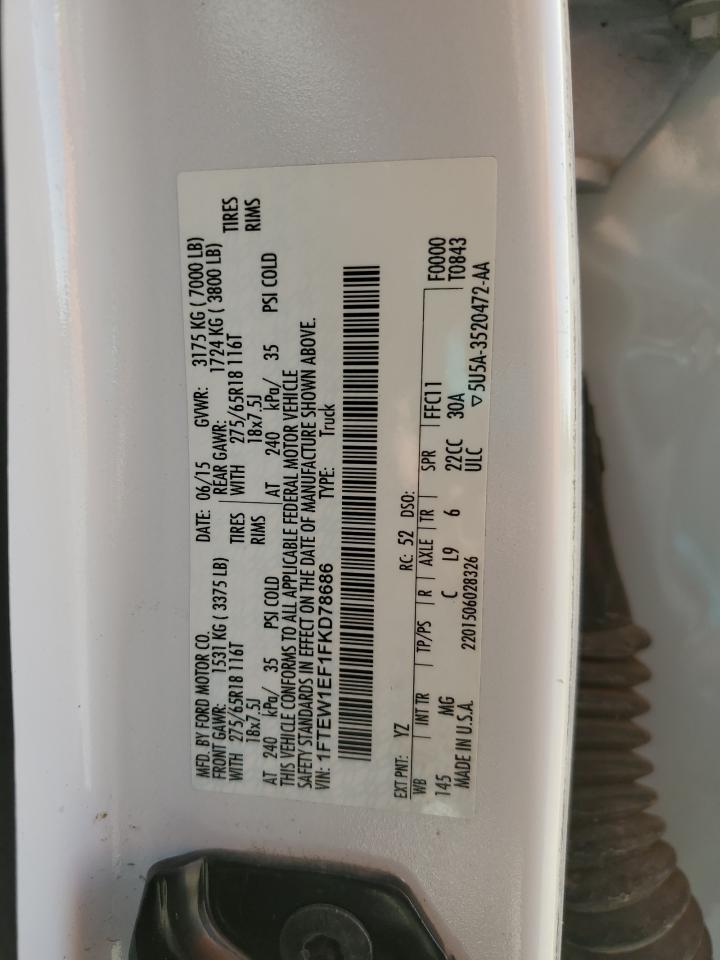 MFD. BY FORD MOTOR CO. DATE: 06/15 GVWR: 3175 KG ( 7000 LB)
FRONT GAWR: 1531 KG ( 3375 LB) REAR GAWR: 1724 KG ( 3800 LB)
WITH 275/65R18 116T TIRES WITH 275/65R18 116T TIRES
18x7.5J RIMS 18x7.5J RIMS
AT 240 kPa/ 35 PSI COLD AT 240 kPa/ 35 PSI COLD
THIS VEHICLE CONFORMS TO ALL APPLICABLE FEDERAL MOTOR VEHICLE
SAFETY STANDARDS IN EFFECT ON THE DATE OF MANUFACTURE SHOWN ABOVE.
VIN: 1FTEW1EF1FKD78686 TYPE: Truck
EXT PNT: YZ RC: 52 DSO: F0000
WB INT TR TP/PS R AXLE TR SPR FFC11 T0843
145 MG C L9 6 22CC 30A
MADE IN U.S.A. 2201506028326 ULC ▽5U5A-3520472-AA